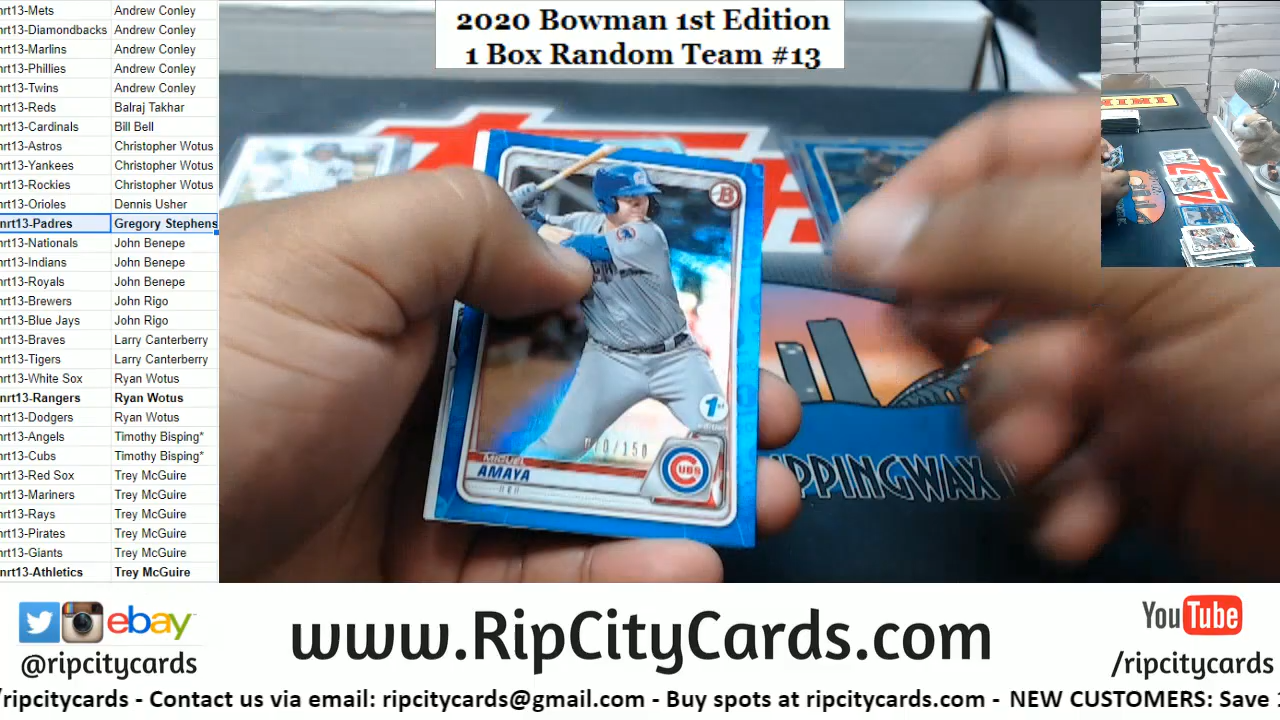 2020 Bowman 1st Edition
1 Box Random Team #13
nrt13-Mets Andrew Conley
nrt13-Diamondbacks Andrew Conley
nrt13-Marlins Andrew Conley
nrt13-Phillies Andrew Conley
nrt13-Twins Andrew Conley
nrt13-Reds Balraj Takhar
nrt13-Cardinals Bill Bell
nrt13-Astros Christopher Wotus
nrt13-Yankees Christopher Wotus
nrt13-Rockies Christopher Wotus
nrt13-Orioles Dennis Usher
nrt13-Padres Gregory Stephens
nrt13-Nationals John Benepe
nrt13-Indians John Benepe
nrt13-Royals John Benepe
nrt13-Brewers John Rigo
nrt13-Blue Jays John Rigo
nrt13-Braves Larry Canterberry
nrt13-Tigers Larry Canterberry
nrt13-White Sox Ryan Wotus
nrt13-Rangers Ryan Wotus
nrt13-Dodgers Ryan Wotus
nrt13-Angels Timothy Bisping*
nrt13-Cubs Timothy Bisping*
nrt13-Red Sox Trey McGuire
nrt13-Mariners Trey McGuire
nrt13-Rays Trey McGuire
nrt13-Pirates Trey McGuire
nrt13-Giants Trey McGuire
nrt13-Athletics Trey McGuire
B
1st
/150
MIGUEL
AMAYA
CUBS
PPINGWAX
ebay
@ripcitycards
www.RipCityCards.com
YouTube
/ripcitycards
/ripcitycards - Contact us via email: ripcitycards@gmail.com - Buy spots at ripcitycards.com - NEW CUSTOMERS: Save